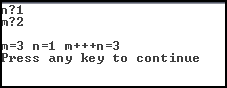 n?1
m?2
m=3 n=1 m+++n=3
Press any key to continue